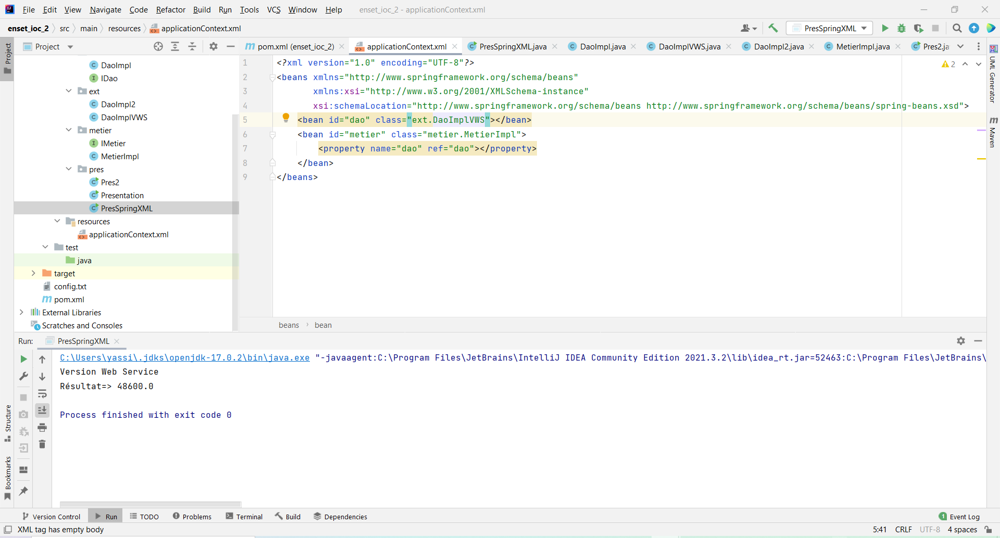 File Edit View Navigate Code Refactor Build Run Tools VCS Window Help enset_ioc_2 - applicationContext.xml
enset_ioc_2 src main resources applicationContext.xml PresSpringXML
Project
Project
pom.xml (enset_ioc_2) applicationContext.xml PresSpringXML.java DaoImpl.java DaoImplVWS.java DaoImpl2.java MetierImpl.java Pres2.ja
DaoImpl
IDao
ext
DaoImpl2
DaoImplVWS
metier
IMetier
MetierImpl
pres
Pres2
Presentation
PresSpringXML
resources
applicationContext.xml
test
java
target
config.txt
pom.xml
External Libraries
Scratches and Consoles
1 <?xml version="1.0" encoding="UTF-8"?>
2 <beans xmlns="http://www.springframework.org/schema/beans"
3 xmlns:xsi="http://www.w3.org/2001/XMLSchema-instance"
4 xsi:schemaLocation="http://www.springframework.org/schema/beans http://www.springframework.org/schema/beans/spring-beans.xsd">
5 <bean id="dao" class="ext.DaoImplVWS"></bean>
6 <bean id="metier" class="metier.MetierImpl">
7 <property name="dao" ref="dao"></property>
8 </bean>
9 </beans>
2
UML Generator
Maven
beans bean
Run: PresSpringXML
C:\Users\yassi\.jdks\openjdk-17.0.2\bin\java.exe "-javaagent:C:\Program Files\JetBrains\IntelliJ IDEA Community Edition 2021.3.2\lib\idea_rt.jar=52463:C:\Program Files\JetBrains\
Version Web Service
Résultat=> 48600.0
Process finished with exit code 0
Structure
Bookmarks
Version Control Run TODO Problems Terminal Build Dependencies 1 Event Log
XML tag has empty body 5:41 CRLF UTF-8 4 spaces